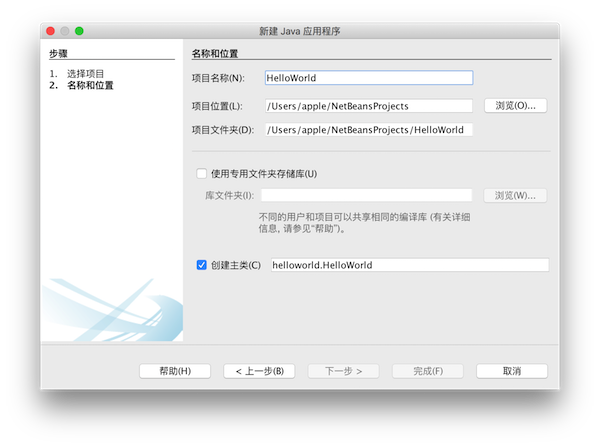 新建 Java 应用程序
步骤
1. 选择项目
2. 名称和位置
名称和位置
项目名称(N): HelloWorld
项目位置(L): /Users/apple/NetBeansProjects 浏览(O)...
项目文件夹(D): /Users/apple/NetBeansProjects/HelloWorld
使用专用文件夹存储库(U)
库文件夹(I): 浏览(W)...
不同的用户和项目可以共享相同的编译库 (有关详细
信息, 请参见"帮助")。
创建主类(C) helloworld.HelloWorld
帮助(H) < 上一步(B) 下一步 > 完成(F) 取消